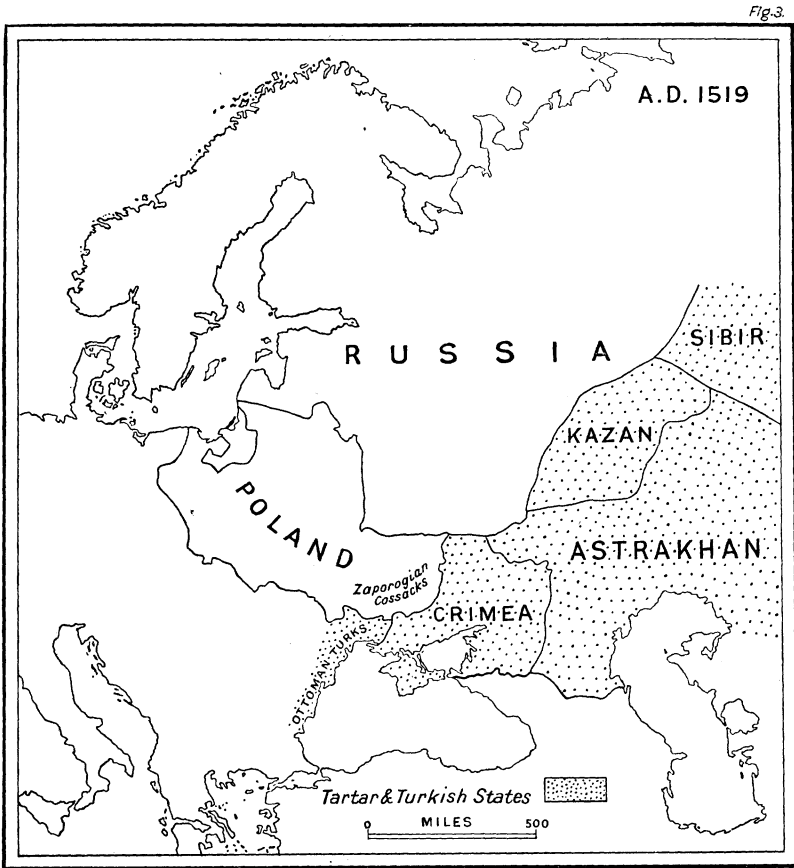 Fig.3.
A.D. 1519
RUSSIA
SIBIR
KAZAN
POLAND
ASTRAKHAN
Zaporogian
Cossacks
CRIMEA
OTTOMAN TURKS
Tartar & Turkish States
MILES
0 500